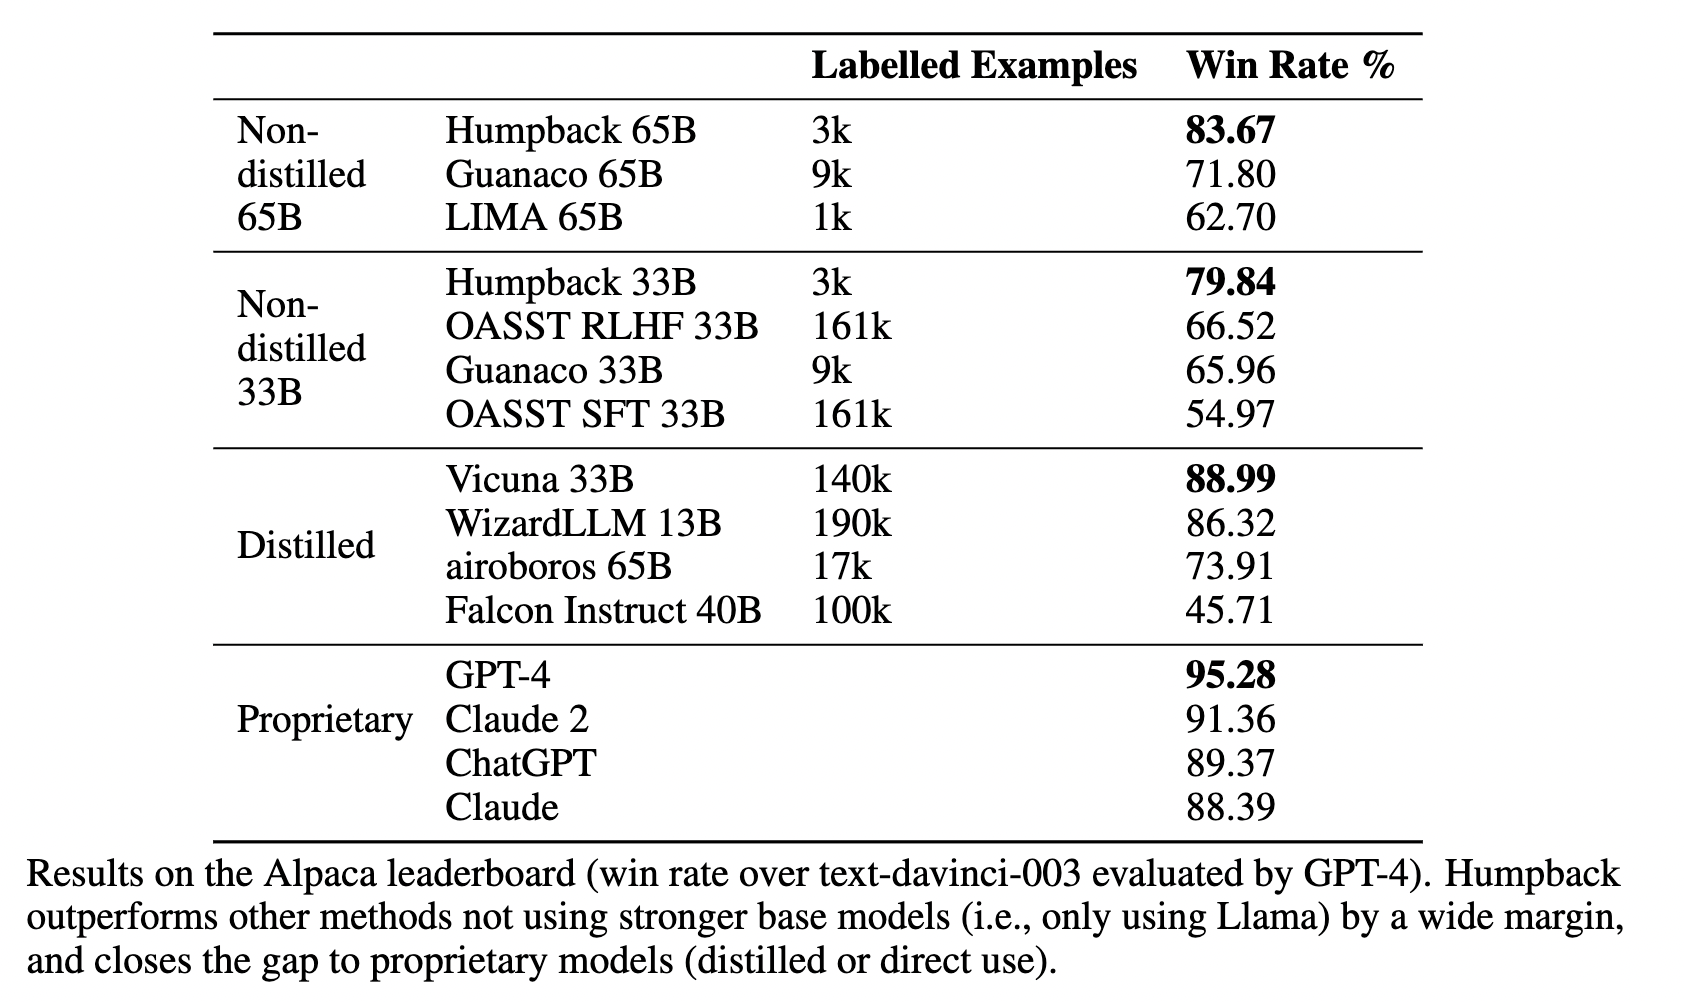 Labelled Examples Win Rate %
Non- Humpback 65B 3k 83.67
distilled Guanaco 65B 9k 71.80
65B LIMA 65B 1k 62.70
Non-
distilled
33B
Humpback 33B 3k 79.84
OASST RLHF 33B 161k 66.52
Guanaco 33B 9k 65.96
OASST SFT 33B 161k 54.97
Distilled
Vicuna 33B 140k 88.99
WizardLLM 13B 190k 86.32
airoboros 65B 17k 73.91
Falcon Instruct 40B 100k 45.71
GPT-4 95.28
Proprietary Claude 2 91.36
ChatGPT 89.37
Claude 88.39
Results on the Alpaca leaderboard (win rate over text-davinci-003 evaluated by GPT-4). Humpback
outperforms other methods not using stronger base models (i.e., only using Llama) by a wide margin,
and closes the gap to proprietary models (distilled or direct use).